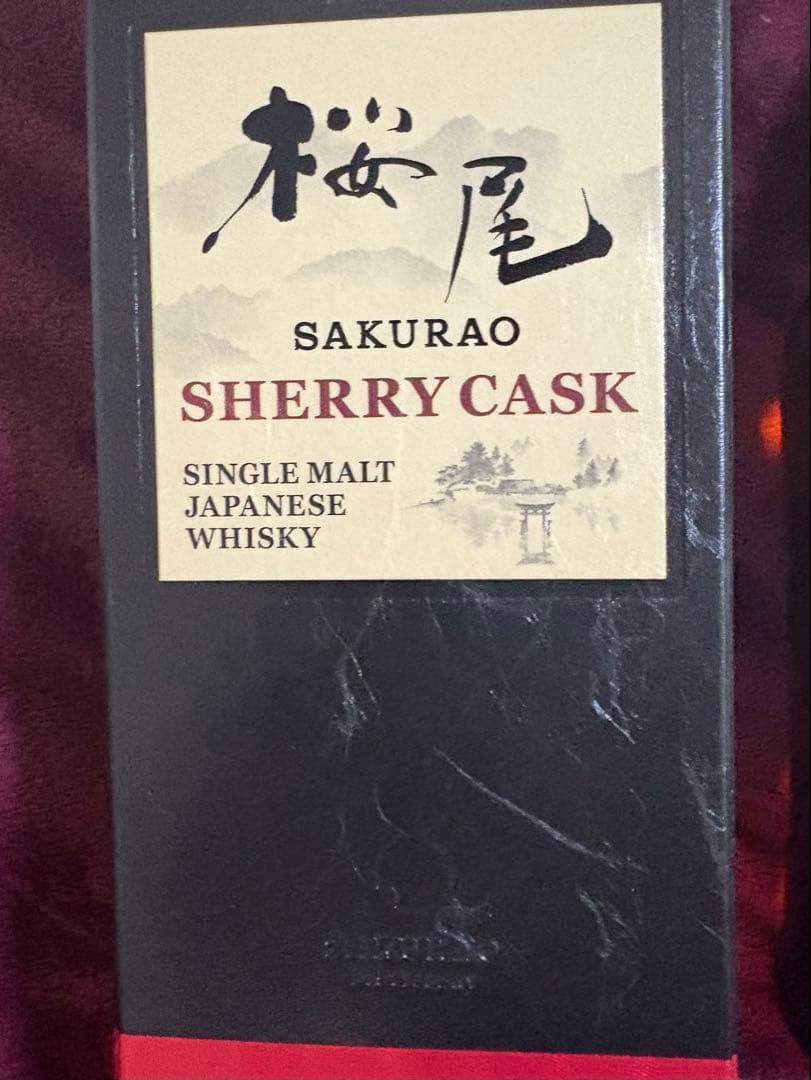 桜尾
SAKURAO
SHERRY CASK
SINGLE MALT
JAPANESE
WHISKY